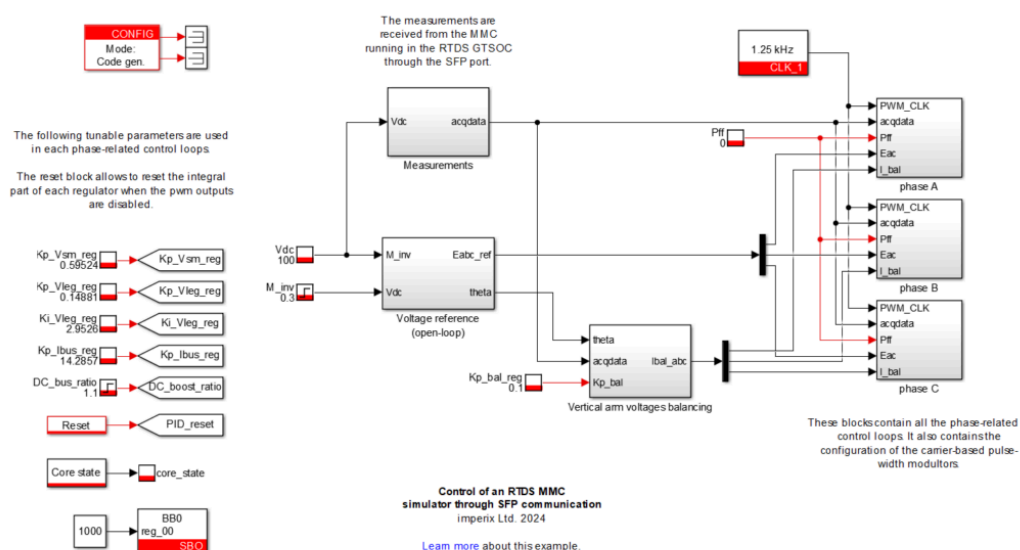 CONFIG
Mode:
Code gen.
The measurements are
received from the MMC
running in the RTDS GTSOC
through the SFP port.
1.25 kHz
CLK_1
The following tunable parameters are used
in each phase-related control loops.
The reset block allows to reset the integral
part of each regulator when the pwm outputs
are disabled.
Vdc
acqdata
Measurements
Pff
0
PWM_CLK
acqdata
Pff
Eac
I_bal
phase A
PWM_CLK
acqdata
Pff
Eac
I_bal
phase B
PWM_CLK
acqdata
Pff
Eac
I_bal
phase C
Kp_Vsm_reg
0.59524
Kp_Vsm_reg
Kp_Vleg_reg
0.14881
Kp_Vleg_reg
Ki_Vleg_reg
2.9526
Ki_Vleg_reg
Kp_Ibus_reg
14.2857
Kp_Ibus_reg
DC_bus_ratio
1.1
DC_boost_ratio
Reset
PID_reset
Core state
core_state
1000
BB0
reg_00
SBO
Vdc
100
M_inv
0.3
M_inv
Eabc_ref
Vdc
theta
Voltage reference
(open-loop)
theta
acqdata
Ibal_abc
Kp_bal
Kp_bal_reg
0.1
Vertical arm voltages balancing
These blocks contain all the phase-related
control loops. It also contains the
configuration of the carrier-based pulse-
width modultors.
Control of an RTDS MMC
simulator through SFP communication
imperix Ltd. 2024
Learn more about this example.